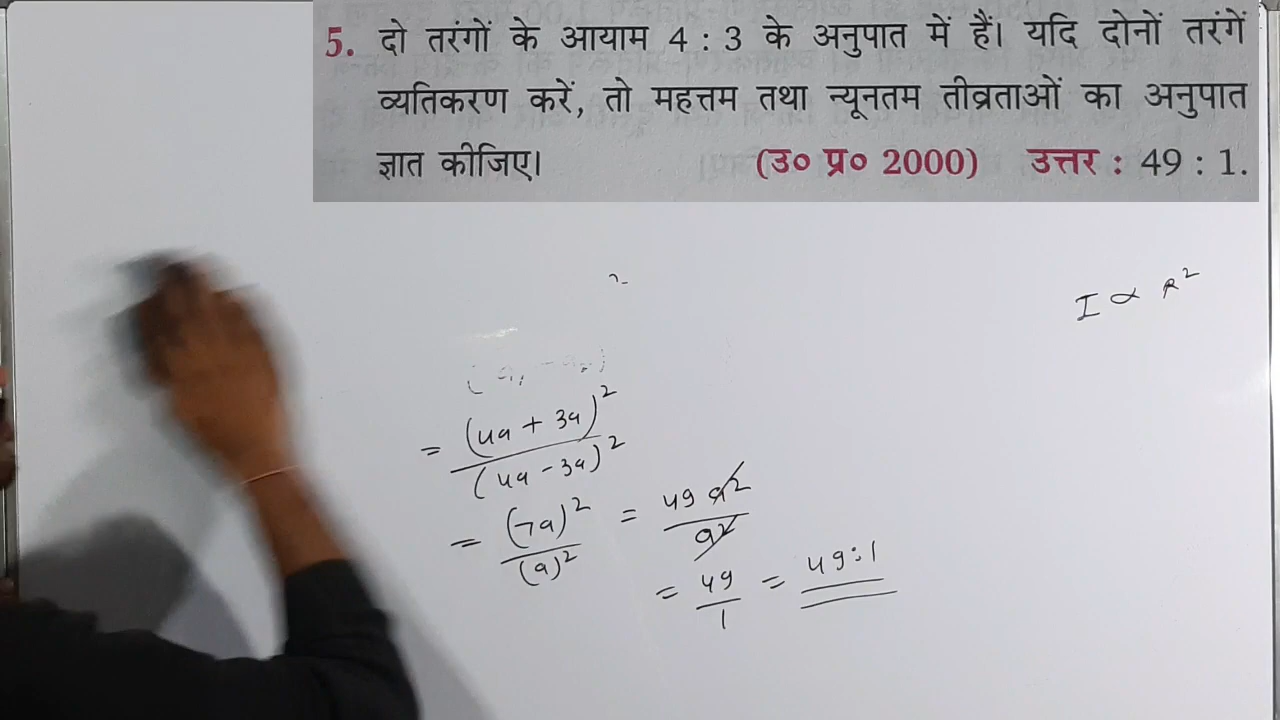 5. दो तरंगों के आयाम 4 : 3 के अनुपात में हैं। यदि दोनों तरंगें
व्यतिकरण करें, तो महत्तम तथा न्यूनतम तीव्रताओं का अनुपात
ज्ञात कीजिए। (उ० प्र० 2000) उत्तर : 49 : 1.
I ∝ R²
= (4a + 3a)²
(4a - 3a)²
= (7a)² = 49 a²
(a)² a²
= 49 = 49:1
1